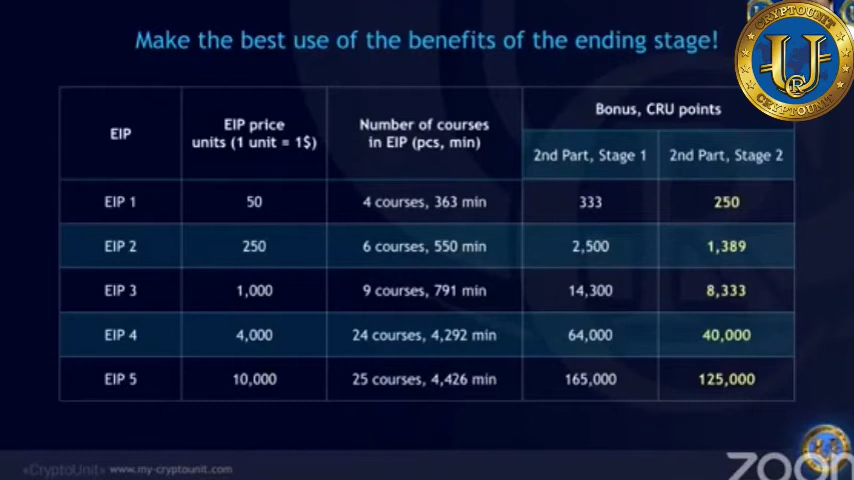 Make the best use of the benefits of the ending stage!
CRYPTOUNIT
CRYPTOUNIT
EIP
EIP price
units (1 unit = 1$)
Number of courses
in EIP (pcs, min)
Bonus, CRU points
2nd Part, Stage 1
2nd Part, Stage 2
EIP 1 50 4 courses, 363 min 333 250
EIP 2 250 6 courses, 550 min 2,500 1,389
EIP 3 1,000 9 courses, 791 min 14,300 8,333
EIP 4 4,000 24 courses, 4,292 min 64,000 40,000
EIP 5 10,000 25 courses, 4,426 min 165,000 125,000
«CryptoUnit» www.my-cryptounit.com
zoom